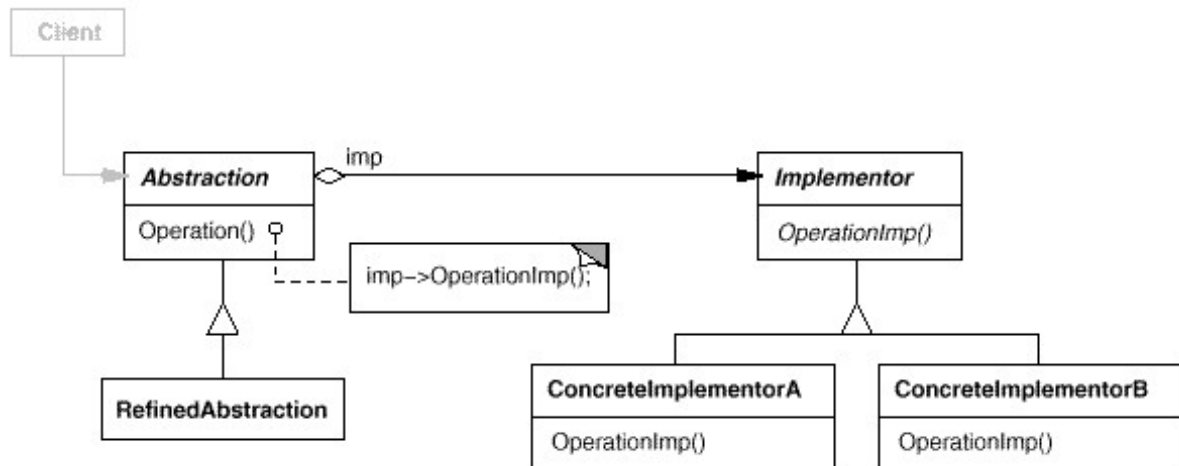 Client
imp
Abstraction
Implementor
Operation()
OperationImp()
imp->OperationImp();
RefinedAbstraction
ConcreteImplementorA
ConcreteImplementorB
OperationImp()
OperationImp()